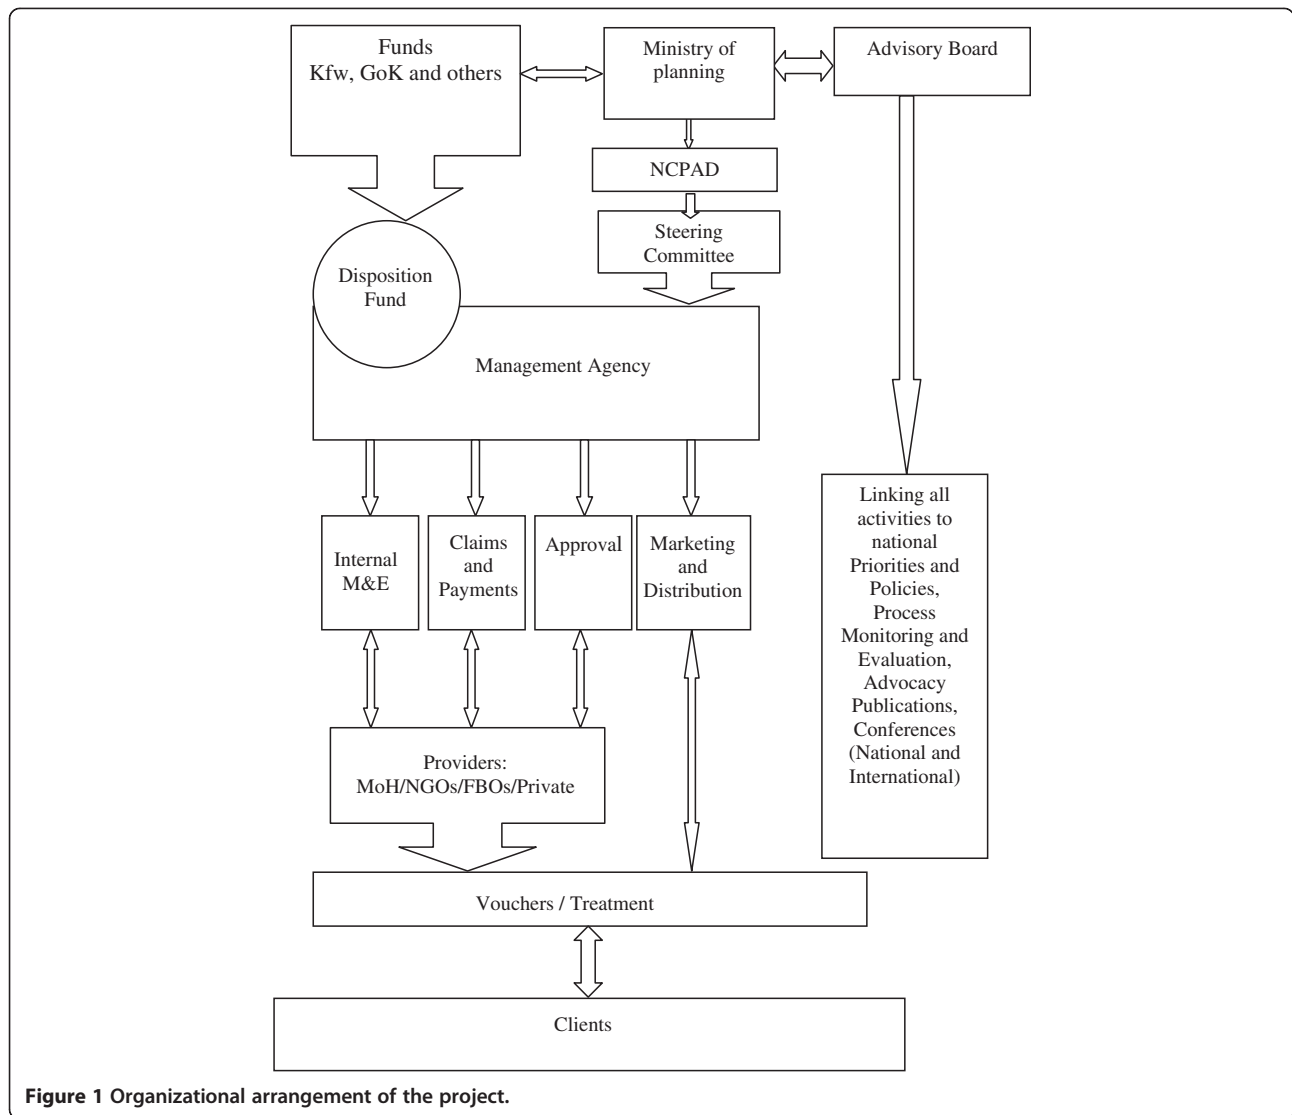 Funds
Kfw, GoK and others
Ministry of
planning
Advisory Board
NCPAD
Steering
Committee
Disposition
Fund
Management Agency
Internal
M&E
Claims
and
Payments
Approval
Marketing
and
Distribution
Linking all
activities to
national
Priorities and
Policies,
Process
Monitoring and
Evaluation,
Advocacy
Publications,
Conferences
(National and
International)
Providers:
MoH/NGOs/FBOs/Private
Vouchers / Treatment
Clients
Figure 1 Organizational arrangement of the project.